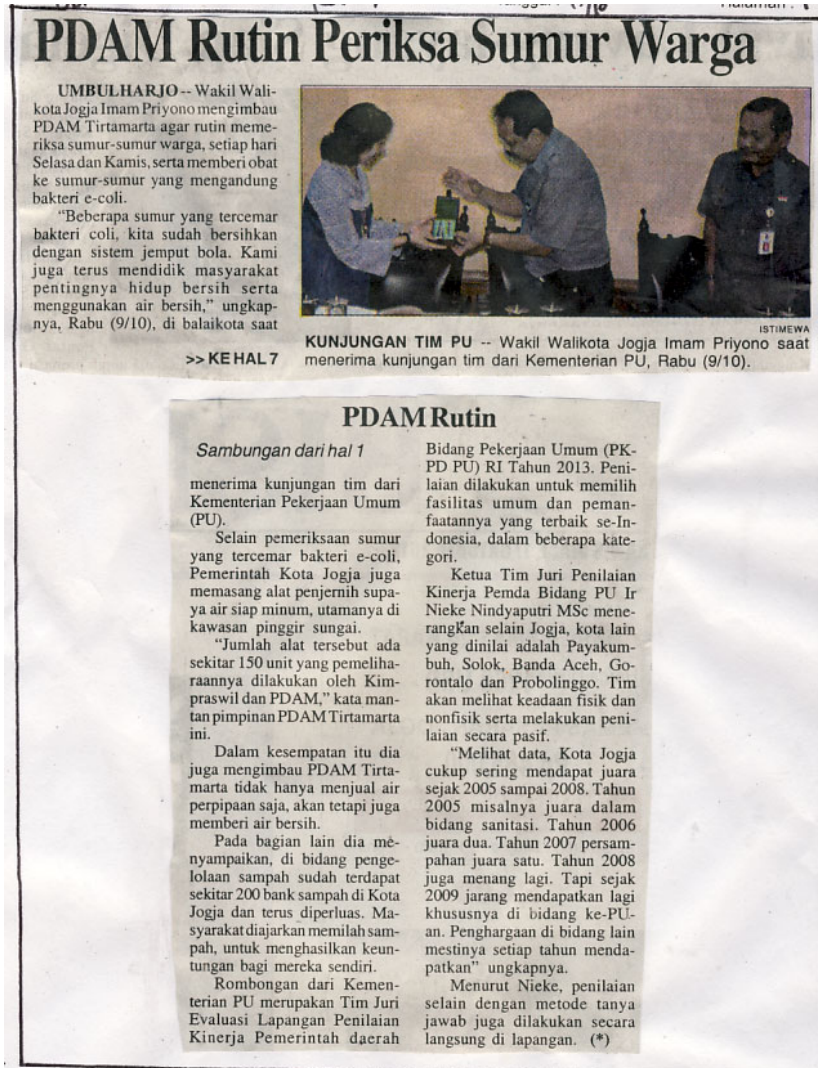 PDAM Rutin Periksa Sumur Warga
UMBULHARJO -- Wakil Wali-
kota Jogja Imam Priyono mengimbau
PDAM Tirtamarta agar rutin meme-
riksa sumur-sumur warga, setiap hari
Selasa dan Kamis, serta memberi obat
ke sumur-sumur yang mengandung
bakteri e-coli.
"Beberapa sumur yang tercemar
bakteri coli, kita sudah bersihkan
dengan sistem jemput bola. Kami
juga terus mendidik masyarakat
pentingnya hidup bersih serta
menggunakan air bersih," ungkap-
nya, Rabu (9/10), di balaikota saat
>> KE HAL 7
ISTIMEWA
KUNJUNGAN TIM PU -- Wakil Walikota Jogja Imam Priyono saat
menerima kunjungan tim dari Kementerian PU, Rabu (9/10).
PDAM Rutin
Sambungan dari hal 1
menerima kunjungan tim dari
Kementerian Pekerjaan Umum
(PU).
Selain pemeriksaan sumur
yang tercemar bakteri e-coli,
Pemerintah Kota Jogja juga
memasang alat penjernih supa-
ya air siap minum, utamanya di
kawasan pinggir sungai.
"Jumlah alat tersebut ada
sekitar 150 unit yang pemeliha-
raannya dilakukan oleh Kim-
praswil dan PDAM," kata man-
tan pimpinan PDAM Tirtamarta
ini.
Dalam kesempatan itu dia
juga mengimbau PDAM Tirta-
marta tidak hanya menjual air
perpipaan saja, akan tetapi juga
memberi air bersih.
Pada bagian lain dia me-
nyampaikan, di bidang penge-
lolaan sampah sudah terdapat
sekitar 200 bank sampah di Kota
Jogja dan terus diperluas. Ma-
syarakat diajarkan memilah sam-
pah, untuk menghasilkan keun-
tungan bagi mereka sendiri.
Rombongan dari Kemen-
terian PU merupakan Tim Juri
Evaluasi Lapangan Penilaian
Kinerja Pemerintah daerah
Bidang Pekerjaan Umum (PK-
PD PU) RI Tahun 2013. Peni-
laian dilakukan untuk memilih
fasilitas umum dan peman-
faatannya yang terbaik se-In-
donesia, dalam beberapa kate-
gori.
Ketua Tim Juri Penilaian
Kinerja Pemda Bidang PU Ir
Nieke Nindyaputri MSc mene-
rangkan selain Jogja, kota lain
yang dinilai adalah Payakum-
buh, Solok, Banda Aceh, Go-
rontalo dan Probolinggo. Tim
akan melihat keadaan fisik dan
nonfisik serta melakukan peni-
laian secara pasif.
"Melihat data, Kota Jogja
cukup sering mendapat juara
sejak 2005 sampai 2008. Tahun
2005 misalnya juara dalam
bidang sanitasi. Tahun 2006
juara dua. Tahun 2007 persam-
pahan juara satu. Tahun 2008
juga menang lagi. Tapi sejak
2009 jarang mendapatkan lagi
khususnya di bidang ke-PU-
an. Penghargaan di bidang lain
mestinya setiap tahun menda-
patkan" ungkapnya.
Menurut Nieke, penilaian
selain dengan metode tanya
jawab juga dilakukan secara
langsung di lapangan. (*)